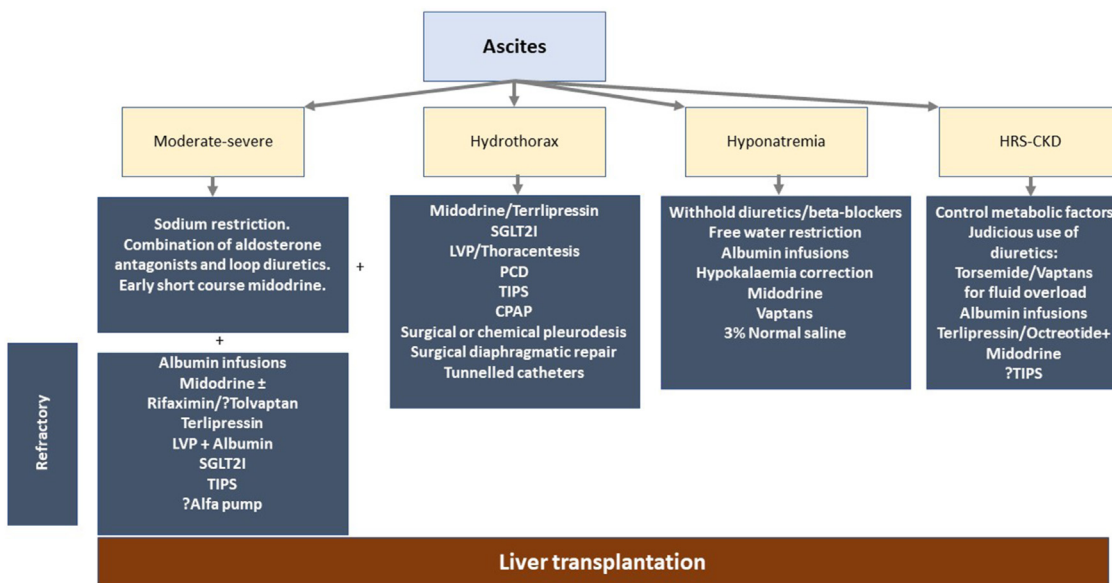 Ascites
Moderate-severe
Hydrothorax
Hyponatremia
HRS-CKD
Sodium restriction.
Combination of aldosterone
antagonists and loop diuretics.
Early short course midodrine.
+
Midodrine/Terrlipressin
SGLT2I
LVP/Thoracentesis
PCD
TIPS
CPAP
Surgical or chemical pleurodesis
Surgical diaphragmatic repair
Tunnelled catheters
Withhold diuretics/beta-blockers
Free water restriction
Albumin infusions
Hypokalaemia correction
Midodrine
Vaptans
3% Normal saline
Control metabolic factors
Judicious use of
diuretics:
Torsemide/Vaptans
for fluid overload
Albumin infusions
Terlipressin/Octreotide+
Midodrine
?TIPS
+
Refractory
Albumin infusions
Midodrine ±
Rifaximin/?Tolvaptan
Terlipressin
LVP + Albumin
SGLT2I
TIPS
?Alfa pump
Liver transplantation